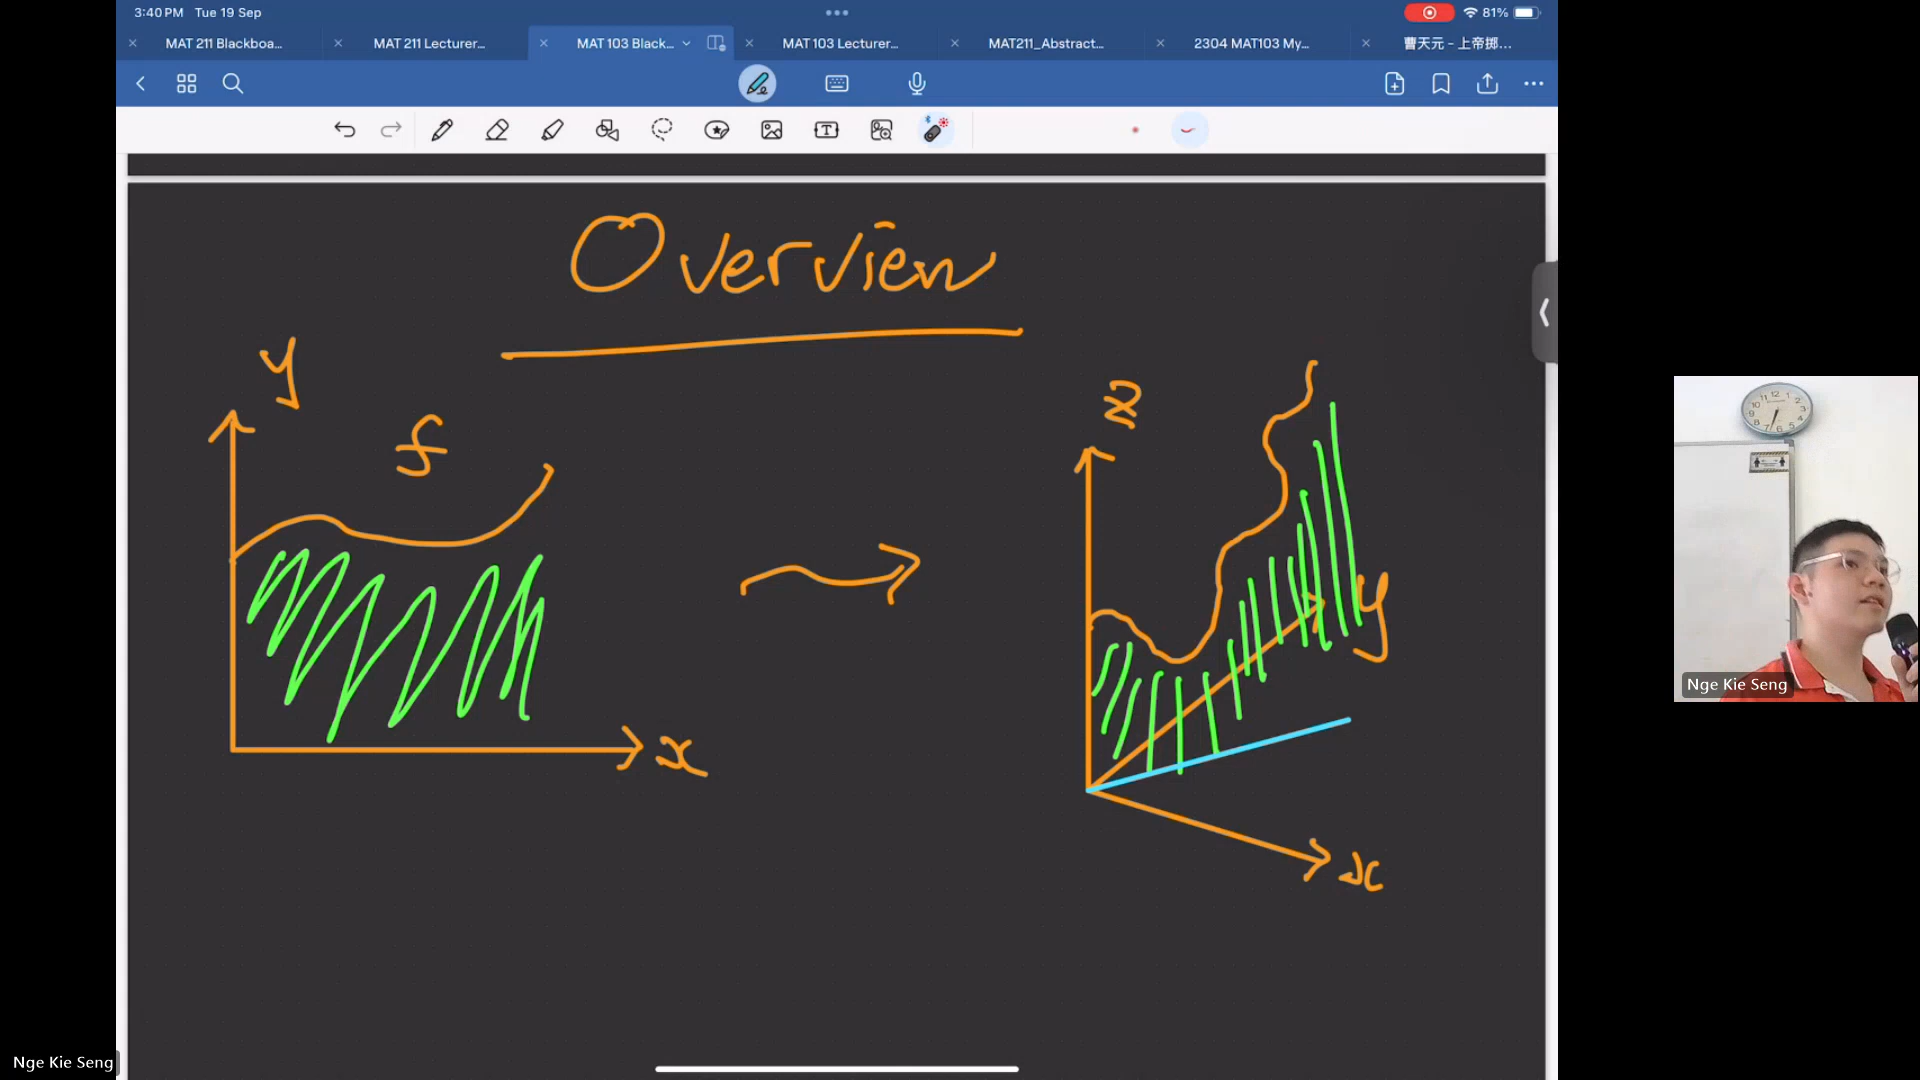 3:40 PM Tue 19 Sep
81%
MAT 211 Blackboa...
MAT 211 Lecturer...
MAT 103 Black...
MAT 103 Lecturer...
MAT211_Abstract...
2304 MAT103 My...
曹天元 - 上帝掷...
Overview
y
f
x
z
y
x
Nge Kie Seng
Nge Kie Seng